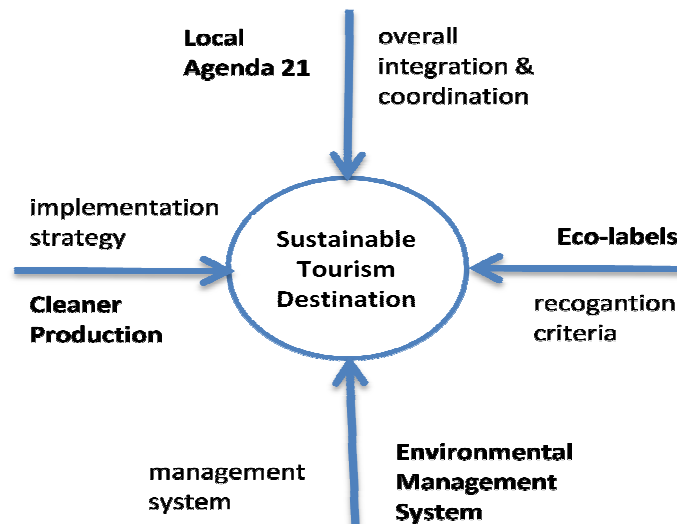 Local
Agenda 21
overall
integration &
coordination
implementation
strategy
Cleaner
Production
Sustainable
Tourism
Destination
Eco-labels
recogantion
criteria
management
system
Environmental
Management
System